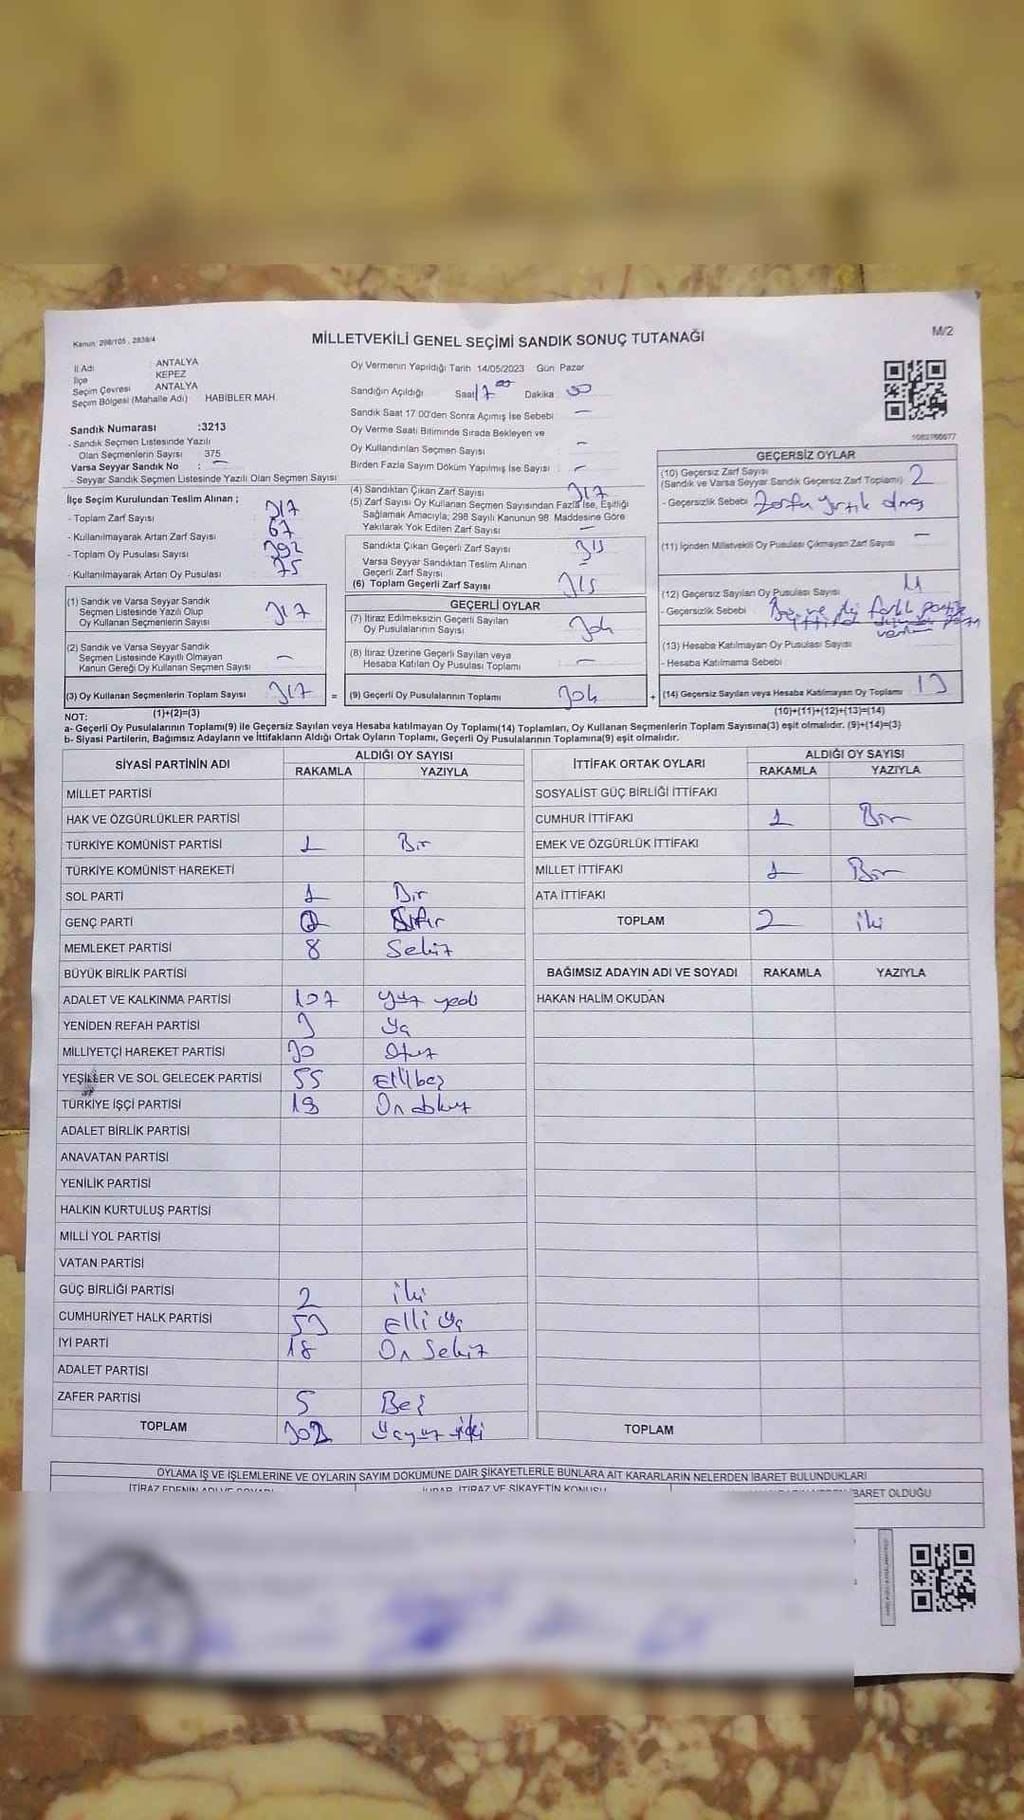 Kanun: 298/105 , 2839/4
MİLLETVEKİLİ GENEL SEÇİMİ SANDIK SONUÇ TUTANAĞI
M/2
İl Adı ANTALYA
İlçe KEPEZ
Seçim Çevresi ANTALYA
Seçim Bölgesi (Mahalle Adı) HABİBLER MAH.
Sandık Numarası :3213
- Sandık Seçmen Listesinde Yazılı
Olan Seçmenlerin Sayısı 375
Varsa Seyyar Sandık No : —
- Seyyar Sandık Seçmen Listesinde Yazılı Olan Seçmen Sayısı
İlçe Seçim Kurulundan Teslim Alınan ;
- Toplam Zarf Sayısı 317
- Kullanılmayarak Artan Zarf Sayısı 67
- Toplam Oy Pusulası Sayısı 392
- Kullanılmayarak Artan Oy Pusulası 75
(1) Sandık ve Varsa Seyyar Sandık
Seçmen Listesinde Yazılı Olup
Oy Kullanan Seçmenlerin Sayısı 317
(2) Sandık ve Varsa Seyyar Sandık
Seçmen Listesinde Kayıtlı Olmayan
Kanun Gereği Oy Kullanan Seçmen Sayısı —
(3) Oy Kullanan Seçmenlerin Toplam Sayısı 317 =
Oy Vermenin Yapıldığı Tarih 14/05/2023 Gün Pazar
Sandığın Açıldığı Saat 17 00 Dakika 00
Sandık Saat 17.00'den Sonra Açımış İse Sebebi —
Oy Verme Saati Bitiminde Sırada Bekleyen ve
Oy Kullandırılan Seçmen Sayısı —
Birden Fazla Sayım Döküm Yapılmış İse Sayısı —
(4) Sandıktan Çıkan Zarf Sayısı 317
(5) Zarf Sayısı Oy Kullanan Seçmen Sayısından Fazla İse, Eşitliği
Sağlamak Amacıyla; 298 Sayılı Kanunun 98. Maddesine Göre
Yakılarak Yok Edilen Zarf Sayısı —
Sandıkta Çıkan Geçerli Zarf Sayısı 315
Varsa Seyyar Sandıktan Teslim Alınan
Geçerli Zarf Sayısı —
(6) Toplam Geçerli Zarf Sayısı 315
GEÇERLİ OYLAR
(7) İtiraz Edilmeksizin Geçerli Sayılan
Oy Pusulalarının Sayısı 304
(8) İtiraz Üzerine Geçerli Sayılan veya
Hesaba Katılan Oy Pusulası Toplamı —
(9) Geçerli Oy Pusulalarının Toplamı 304 +
1082766677
GEÇERSİZ OYLAR
(10) Geçersiz Zarf Sayısı
(Sandık ve Varsa Seyyar Sandık Geçersiz Zarf Toplamı) 2
- Geçersizlik Sebebi Zarfın yırtık olması
(11) İçinden Milletvekili Oy Pusulası Çıkmayan Zarf Sayısı —
(12) Geçersiz Sayılan Oy Pusulası Sayısı 11
- Geçersizlik Sebebi Boş ve iki farklı partiye
(13) Hesaba Katılmayan Oy Pusulası Sayısı
- Hesaba Katılmama Sebebi
(14) Geçersiz Sayılan veya Hesaba Katılmayan Oy Toplamı 13
(1)+(2)=(3)
(10)+(11)+(12)+(13)=(14)
NOT:
a- Geçerli Oy Pusulalarının Toplamı(9) ile Geçersiz Sayılan veya Hesaba katılmayan Oy Toplamı(14) Toplamları, Oy Kullanan Seçmenlerin Toplam Sayısına(3) eşit olmalıdır. (9)+(14)=(3)
b- Siyasi Partilerin, Bağımsız Adayların ve İttifakların Aldığı Ortak Oyların Toplamı, Geçerli Oy Pusulalarının Toplamına(9) eşit olmalıdır.
SİYASİ PARTİNİN ADI ALDIĞI OY SAYISI
RAKAMLA YAZIYLA
MİLLET PARTİSİ
HAK VE ÖZGÜRLÜKLER PARTİSİ
TÜRKİYE KOMÜNİST PARTİSİ 1 Bir
TÜRKİYE KOMÜNİST HAREKETİ
SOL PARTİ 1 Bir
GENÇ PARTİ 0 Sıfır
MEMLEKET PARTİSİ 8 Sekiz
BÜYÜK BİRLİK PARTİSİ
ADALET VE KALKINMA PARTİSİ 107 Yüz yedi
YENİDEN REFAH PARTİSİ 3 Üç
MİLLİYETÇİ HAREKET PARTİSİ 30 Otuz
YEŞİLLER VE SOL GELECEK PARTİSİ 55 Ellibeş
TÜRKİYE İŞÇİ PARTİSİ 19 On dokuz
ADALET BİRLİK PARTİSİ
ANAVATAN PARTİSİ
YENİLİK PARTİSİ
HALKIN KURTULUŞ PARTİSİ
MİLLİ YOL PARTİSİ
VATAN PARTİSİ
GÜÇ BİRLİĞİ PARTİSİ 2 iki
CUMHURİYET HALK PARTİSİ 53 Elli üç
İYİ PARTİ 18 On Sekiz
ADALET PARTİSİ
ZAFER PARTİSİ 5 Beş
TOPLAM 302 Üçyüz iki
İTTİFAK ORTAK OYLARI ALDIĞI OY SAYISI
RAKAMLA YAZIYLA
SOSYALİST GÜÇ BİRLİĞİ İTTİFAKI
CUMHUR İTTİFAKI 1 Bir
EMEK VE ÖZGÜRLÜK İTTİFAKI
MİLLET İTTİFAKI 1 Bir
ATA İTTİFAKI
TOPLAM 2 iki
BAĞIMSIZ ADAYIN ADI VE SOYADI RAKAMLA YAZIYLA
HAKAN HALİM OKUDAN
TOPLAM
OYLAMA İŞ VE İŞLEMLERİNE VE OYLARIN SAYIM DÖKÜMÜNE DAİR ŞİKAYETLERLE BUNLARA AİT KARARLARIN NELERDEN İBARET BULUNDUKLARI
İTİRAZ EDENİN ADI VE SOYADI İHBAR, İTİRAZ VE ŞİKAYETİN KONUSU İBARET OLDUĞU